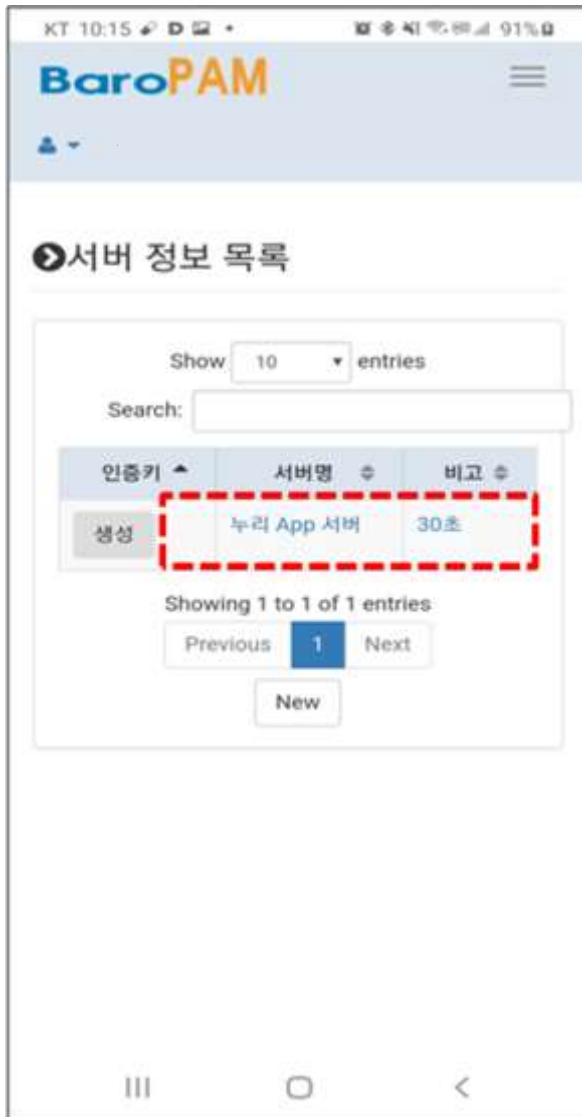 KT 10:15
91%
BaroPAM
서버 정보 목록
Show 10 entries
Search:
인증키 서버명 비고
생성 누리 App 서버 30초
Showing 1 to 1 of 1 entries
Previous 1 Next
New